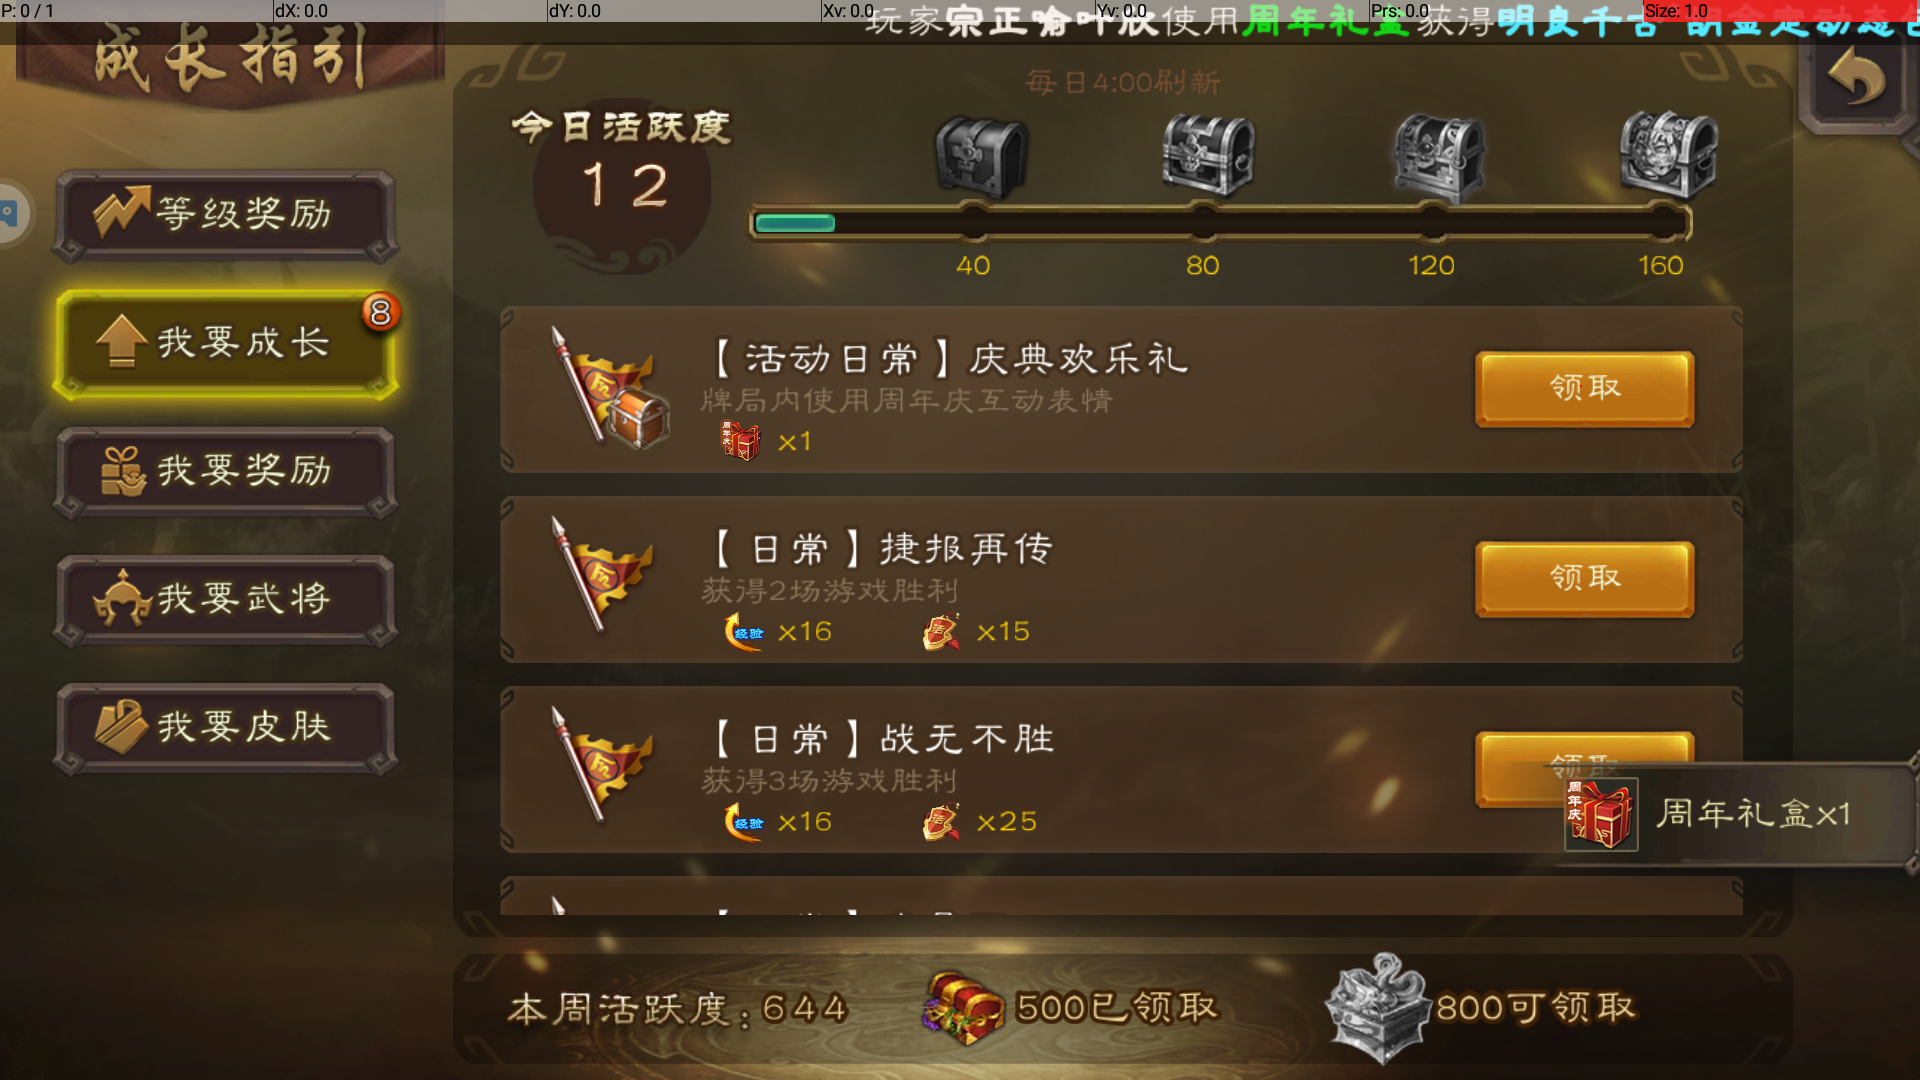 P: 0 / 1
dX: 0.0
dY: 0.0
Xv: 0.0
Yv: 0.0
Prs: 0.0
Size: 1.0
玩家宗正喻叶欣使用周年礼盒获得明良千古
成长指引
每日4:00刷新
今日活跃度
12
40
80
120
160
等级奖励
我要成长
8
我要奖励
我要武将
我要皮肤
【活动日常】庆典欢乐礼
牌局内使用周年庆互动表情
周年庆
x1
领取
【日常】捷报再传
获得2场游戏胜利
经验 x16
活 x15
领取
【日常】战无不胜
获得3场游戏胜利
经验 x16
活 x25
领取
周年庆
周年礼盒x1
本周活跃度:644
500已领取
800可领取